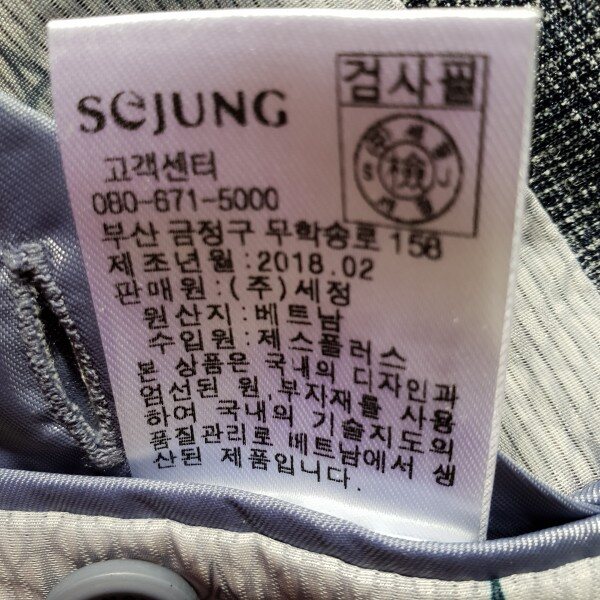 SeJUNG
검사필
檢
고객센터
080-671-5000
부산 금정구 무학송로 158
제조년월:2018.02
판매원:(주)세정
원산지:베트남
수입원:제스플러스
본 상품은 국내의 디자인과
엄선된 원,부지재를 사용
하여 국내의 기술지도와
품질관리로 베트남에서 생
산된 제품입니다.